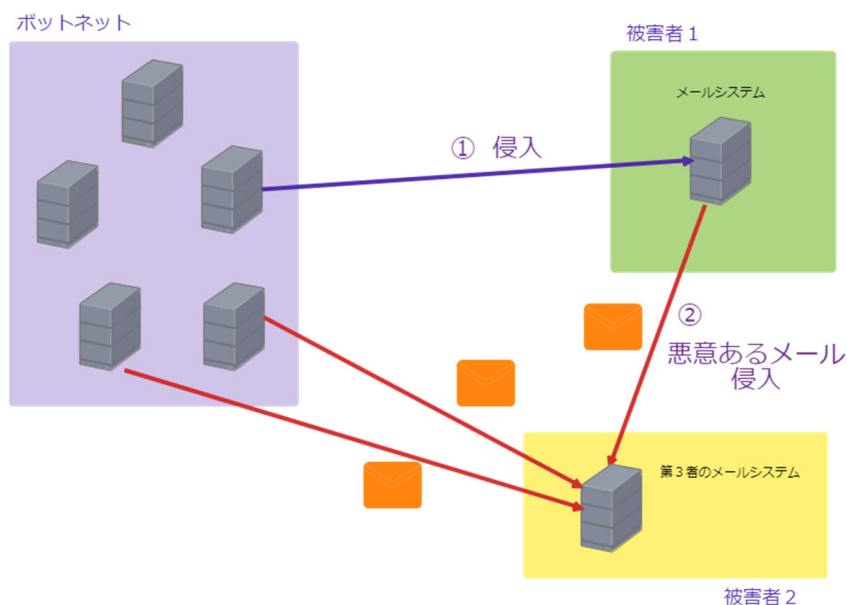 ボットネット
被害者１
メールシステム
① 侵入
②
悪意あるメール
侵入
第３者のメールシステム
被害者２